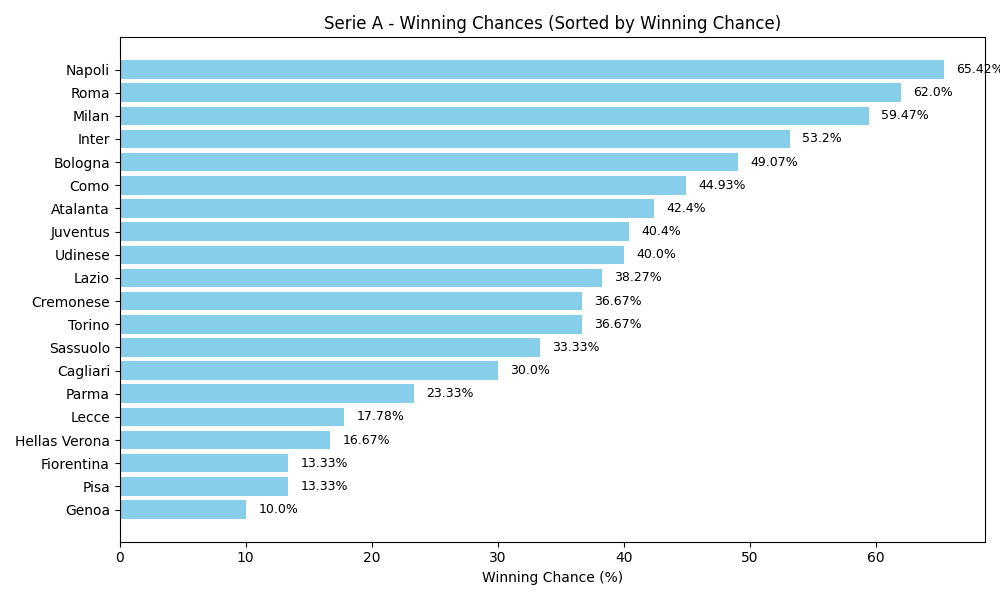 Serie A - Winning Chances (Sorted by Winning Chance)
Napoli 65.42%
Roma 62.0%
Milan 59.47%
Inter 53.2%
Bologna 49.07%
Como 44.93%
Atalanta 42.4%
Juventus 40.4%
Udinese 40.0%
Lazio 38.27%
Cremonese 36.67%
Torino 36.67%
Sassuolo 33.33%
Cagliari 30.0%
Parma 23.33%
Lecce 17.78%
Hellas Verona 16.67%
Fiorentina 13.33%
Pisa 13.33%
Genoa 10.0%
0 10 20 30 40 50 60
Winning Chance (%)